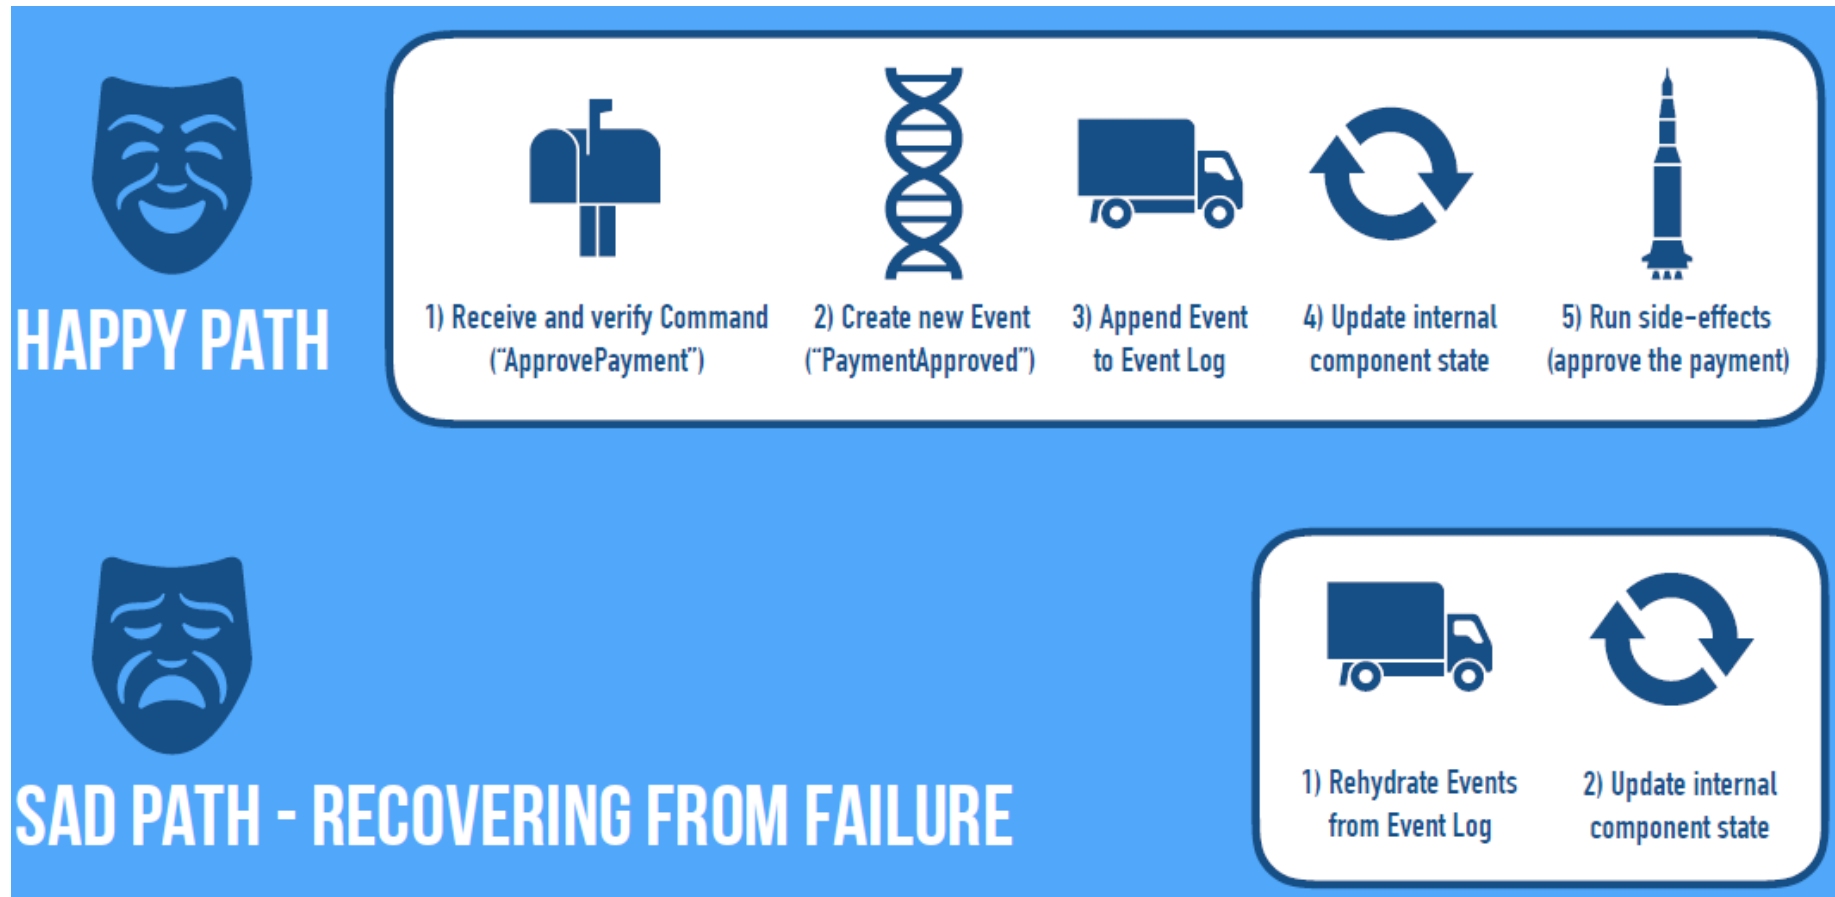 HAPPY PATH
1) Receive and verify Command
("ApprovePayment")
2) Create new Event
("PaymentApproved")
3) Append Event
to Event Log
4) Update internal
component state
5) Run side-effects
(approve the payment)
SAD PATH - RECOVERING FROM FAILURE
1) Rehydrate Events
from Event Log
2) Update internal
component state